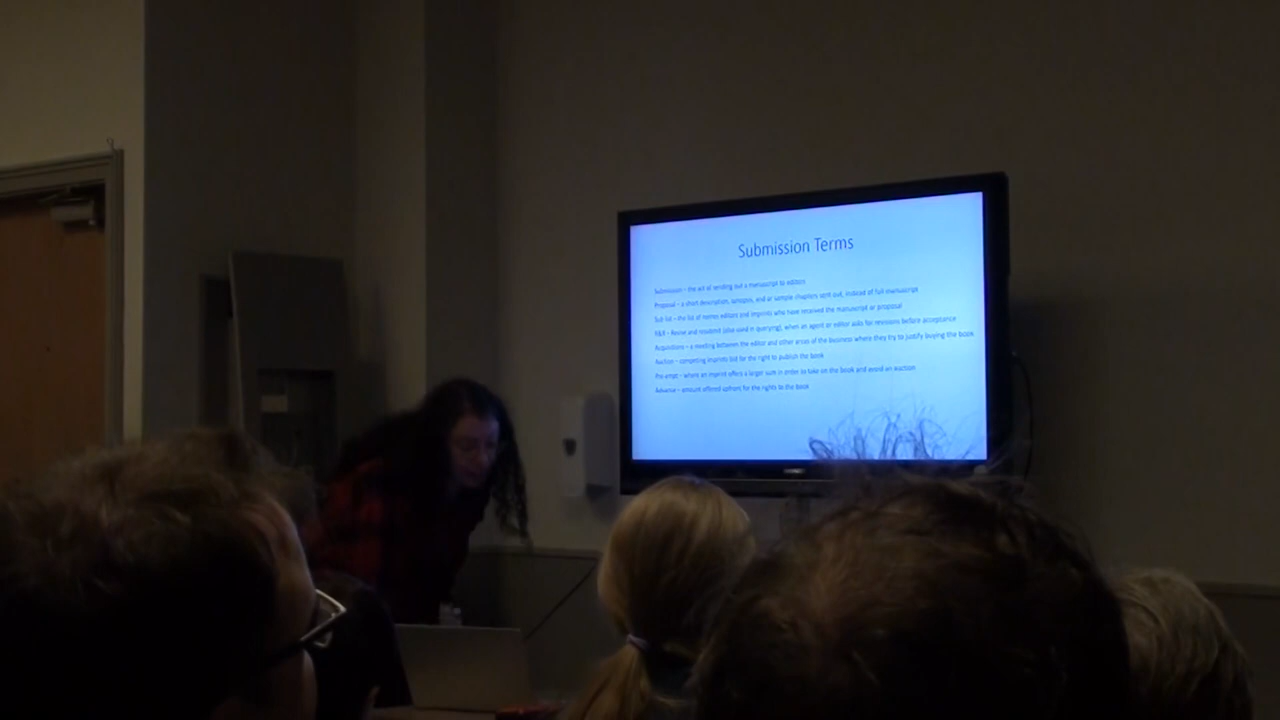 Submission Terms
Submission – the act of sending out a manuscript to editors
Proposal – a short description, synopsis, and or sample chapters sent out, instead of full manuscript
Sub list – the list of names editors and imprints who have received the manuscript or proposal
R&R – Revise and resubmit (also used in querying), when an agent or editor asks for revisions before acceptance
Acquisitions – a meeting between the editor and other areas of the business where they try to justify buying the book
Auction – competing imprints bid for the right to publish the book
Pre-empt – where an imprint offers a larger sum in order to take on the book and avoid an auction
Advance – amount offered upfront for the rights to the book